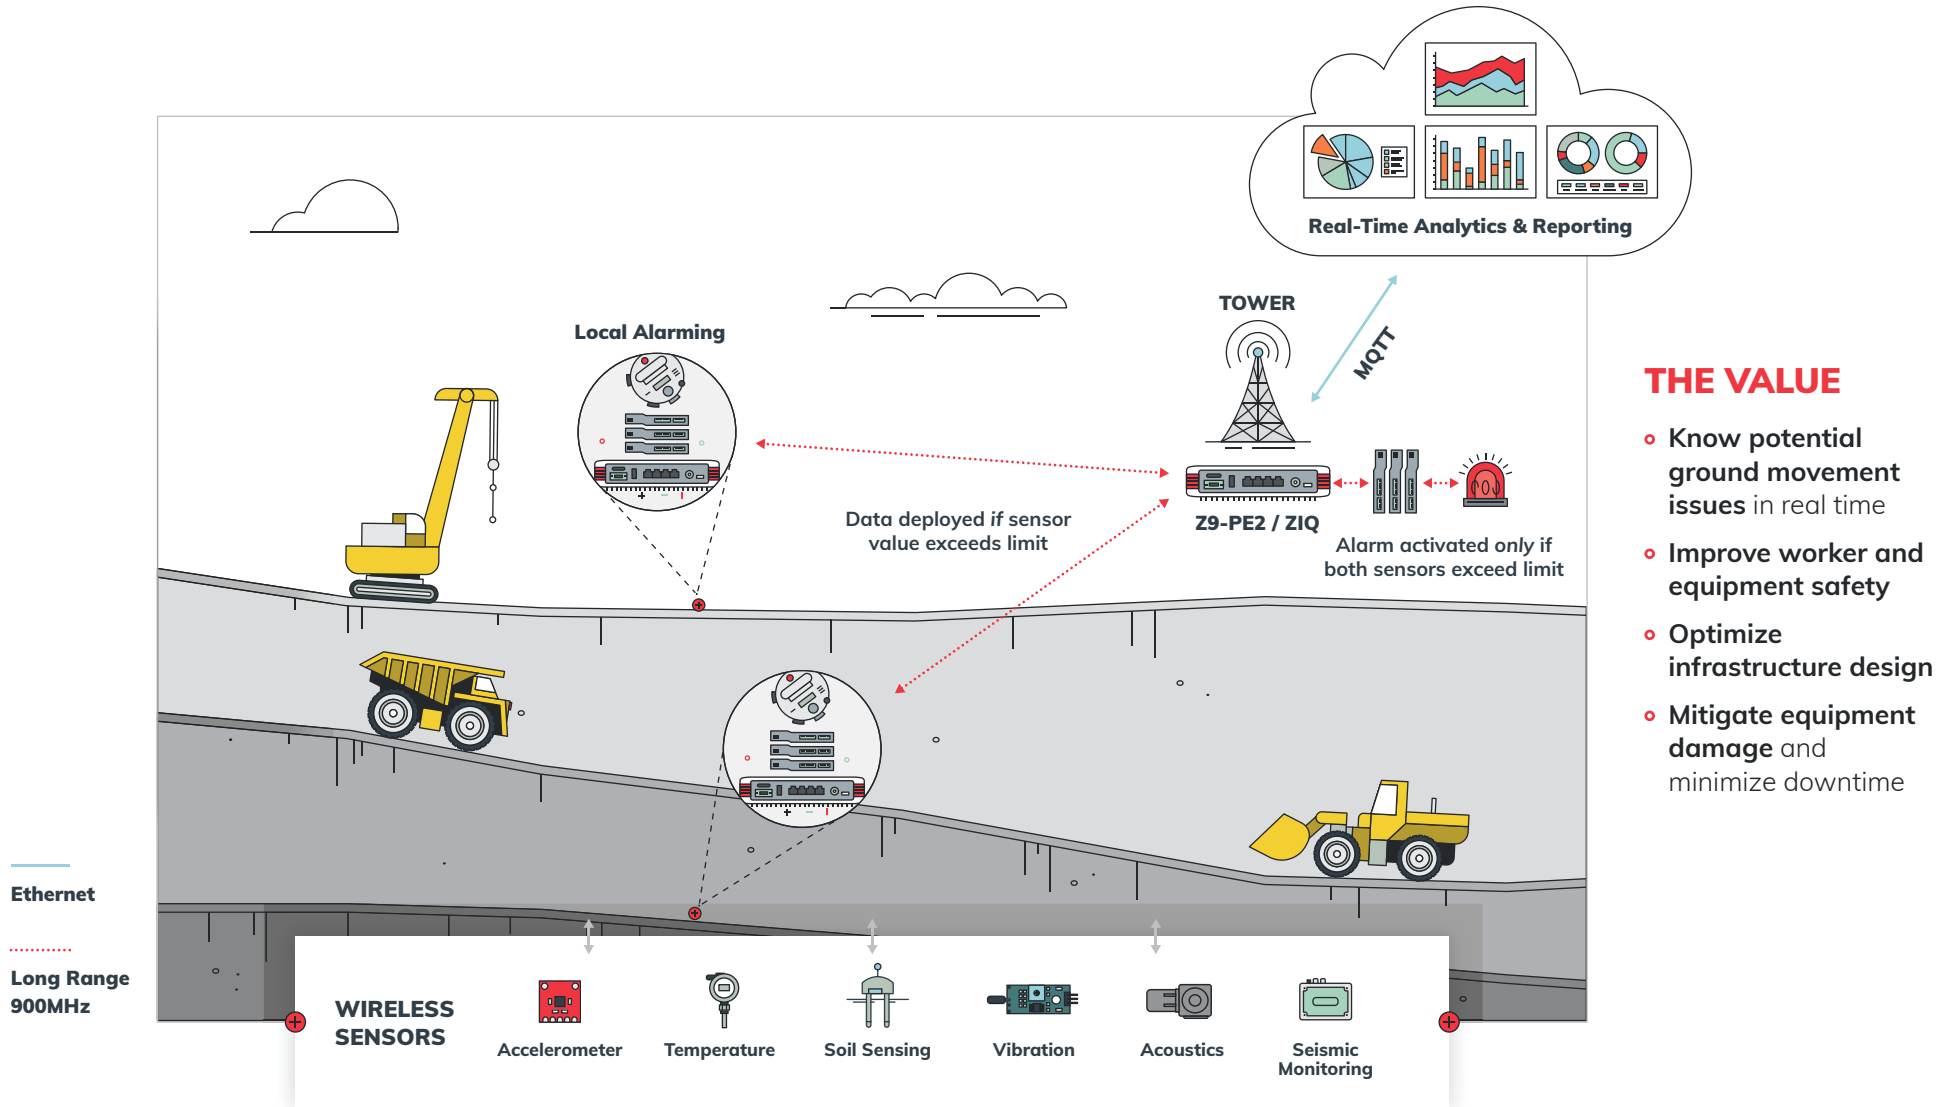 Real-Time Analytics & Reporting
TOWER
MQTT
Local Alarming
Z9-PE2 / ZIQ
Data deployed if sensor
value exceeds limit
Alarm activated only if
both sensors exceed limit
THE VALUE
Know potential
ground movement
issues in real time
Improve worker and
equipment safety
Optimize
infrastructure design
Mitigate equipment
damage and
minimize downtime
Ethernet
Long Range
900MHz
WIRELESS
SENSORS
Accelerometer
Temperature
Soil Sensing
Vibration
Acoustics
Seismic
Monitoring